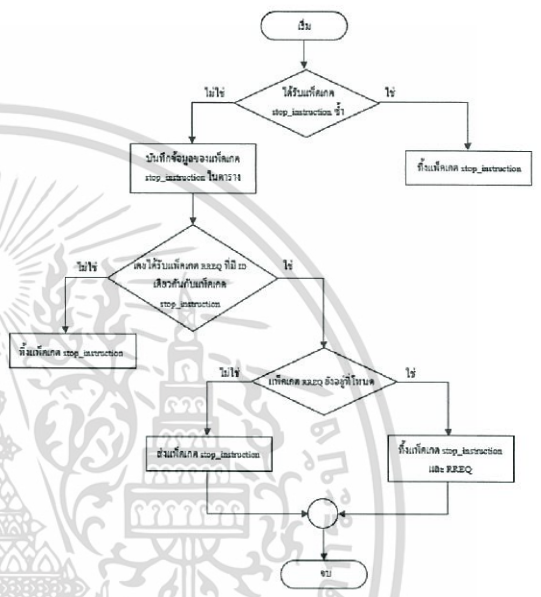 เริ่ม
ไม่ใช่
ได้รับแพ็คเกต
stop_instruction ซ้ำ
ใช่
บันทึกข้อมูลของแพ็คเกต
stop_instruction ในตาราง
ทิ้งแพ็คเกต stop_instruction
ไม่ใช่
เคยได้รับแพ็คเกต RREQ ที่มี ID
เดียวกันกับแพ็คเกต
stop_instruction
ใช่
ทิ้งแพ็คเกต stop_instruction
ไม่ใช่
แพ็คเกต RREQ ยังอยู่ที่โหนด
ใช่
ส่งแพ็คเกต stop_instruction
ทิ้งแพ็คเกต stop_instruction
และ RREQ
จบ